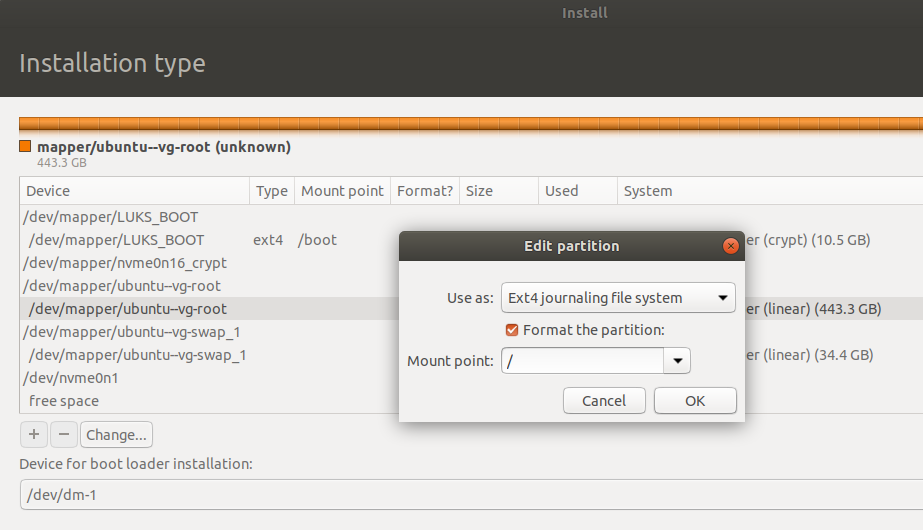 Install
Installation type
mapper/ubuntu--vg-root (unknown)
443.3 GB
Device Type Mount point Format? Size Used System
/dev/mapper/LUKS_BOOT
/dev/mapper/LUKS_BOOT ext4 /boot er (crypt) (10.5 GB)
/dev/mapper/nvme0n16_crypt
/dev/mapper/ubuntu--vg-root
/dev/mapper/ubuntu--vg-root er (linear) (443.3 GB)
/dev/mapper/ubuntu--vg-swap_1
/dev/mapper/ubuntu--vg-swap_1 er (linear) (34.4 GB)
/dev/nvme0n1
free space
Edit partition
Use as: Ext4 journaling file system
Format the partition:
Mount point: /
Cancel OK
+ − Change...
Device for boot loader installation:
/dev/dm-1